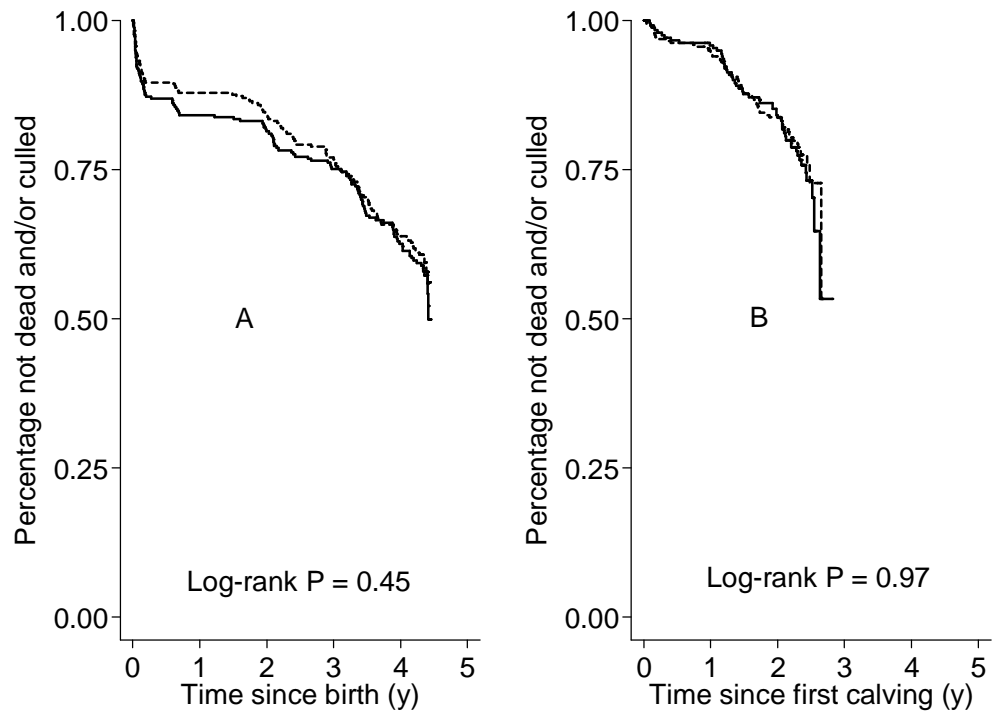 Percentage not dead and/or culled
1.00
0.75
0.50
0.25
0.00
A
Log-rank P = 0.45
0 1 2 3 4 5
Time since birth (y)
Percentage not dead and/or culled
1.00
0.75
0.50
0.25
0.00
B
Log-rank P = 0.97
0 1 2 3 4 5
Time since first calving (y)